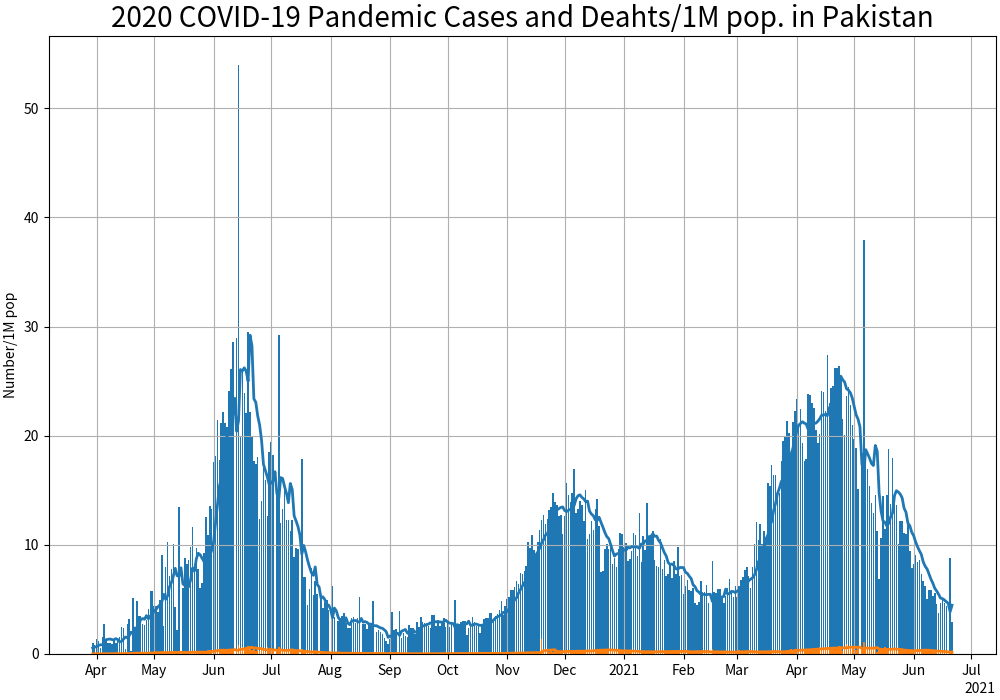 2020 COVID-19 Pandemic Cases and Deahts/1M pop. in Pakistan
Number/1M pop
50
40
30
20
10
0
Apr May Jun Jul Aug Sep Oct Nov Dec 2021 Feb Mar Apr May Jun Jul
2021